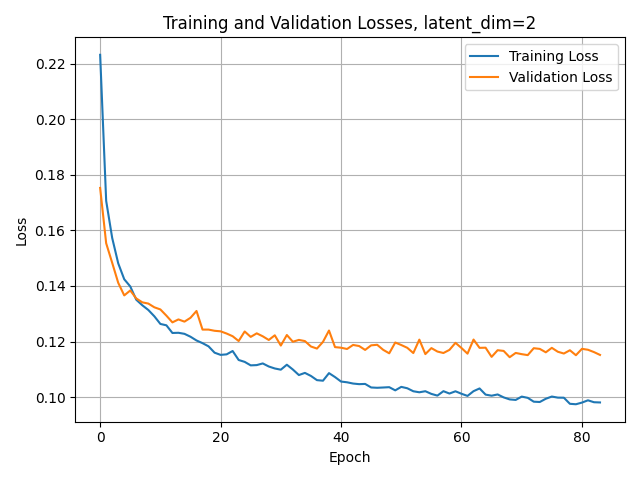 Training and Validation Losses, latent_dim=2
Training Loss
Validation Loss
0.22
0.20
0.18
0.16
0.14
0.12
0.10
Loss
0 20 40 60 80
Epoch